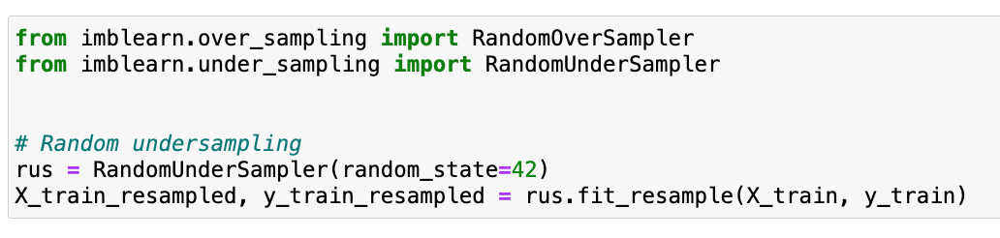 from imblearn.over_sampling import RandomOverSampler
from imblearn.under_sampling import RandomUnderSampler
# Random undersampling
rus = RandomUnderSampler(random_state=42)
X_train_resampled, y_train_resampled = rus.fit_resample(X_train, y_train)